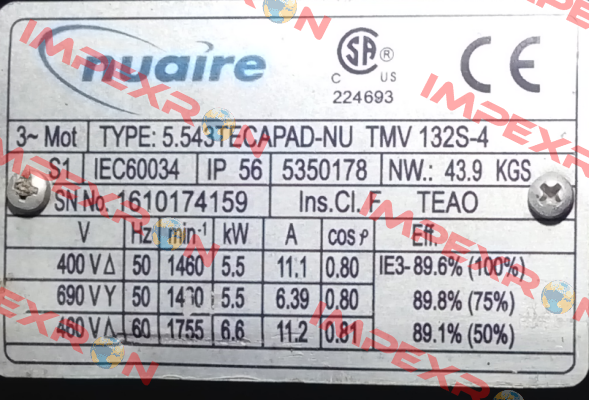 nuaire
CSA ®
C US
224693
CE
3~ Mot TYPE: 5.543TECAPAD-NU TMV 132S-4
S1 IEC60034 IP 56 5350178 NW.: 43.9 KGS
SN No. 1610174159 Ins.Cl. F TEAO
V Hz min-¹ kW A cos ρ Eff.
400 V Δ 50 1460 5.5 11.1 0.80 IE3- 89.6% (100%)
690 V Y 50 5.5 6.39 0.80 89.8% (75%)
460 V Δ 60 1755 6.6 11.2 0.81 89.1% (50%)
IMPEXRON
IMPEXRON
IMPEXRON
IMPEXRON